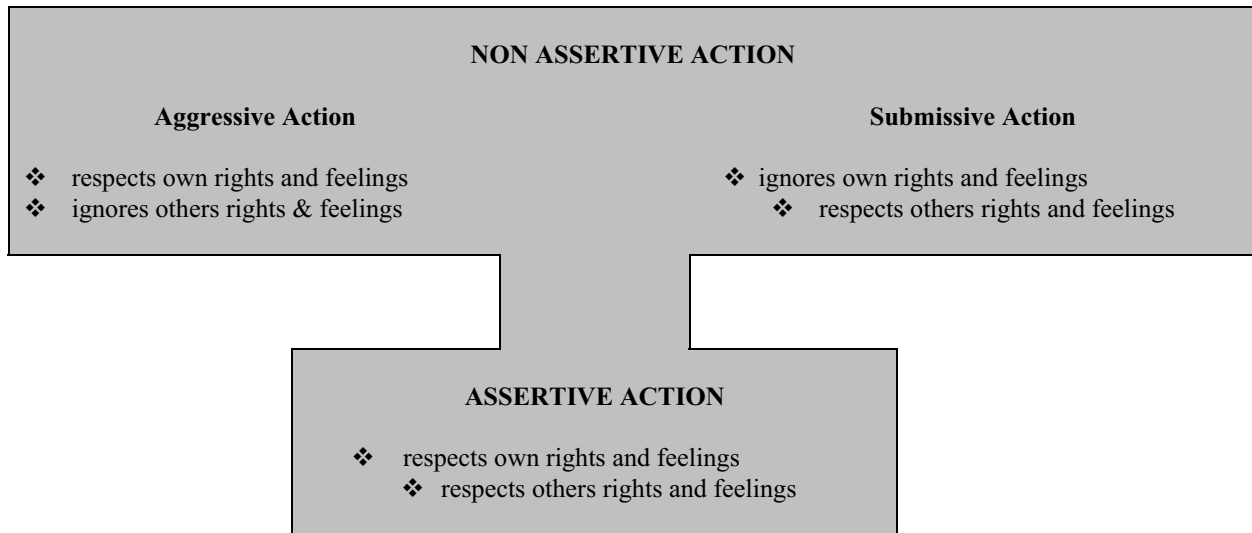 NON ASSERTIVE ACTION
Aggressive Action
❖ respects own rights and feelings
❖ ignores others rights & feelings
Submissive Action
❖ ignores own rights and feelings
❖ respects others rights and feelings
ASSERTIVE ACTION
❖ respects own rights and feelings
❖ respects others rights and feelings